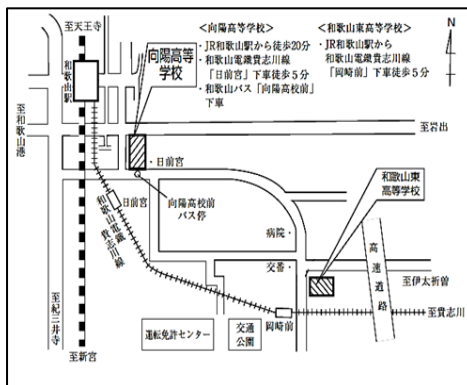 至天王寺
和歌山駅
至和歌山港
向陽高等
学校
<向陽高等学校>
・JR和歌山駅から徒歩20分
・和歌山電鐵貴志川線
「日前宮」下車徒歩5分
・和歌山バス「向陽高校前」
下車
<和歌山東高等学校>
・JR和歌山駅から
和歌山電鐵貴志川線
「岡崎前」下車徒歩5分
N
至岩出
・日前宮
向陽高校前
バス停
日前宮
和歌山電鐵
貴志川線
和歌山東
高等学校
病院・
交番・
高速道路
至伊太祈曽
至貴志川
岡崎前
運転免許センター
交通
公園
至紀三井寺
至新宮